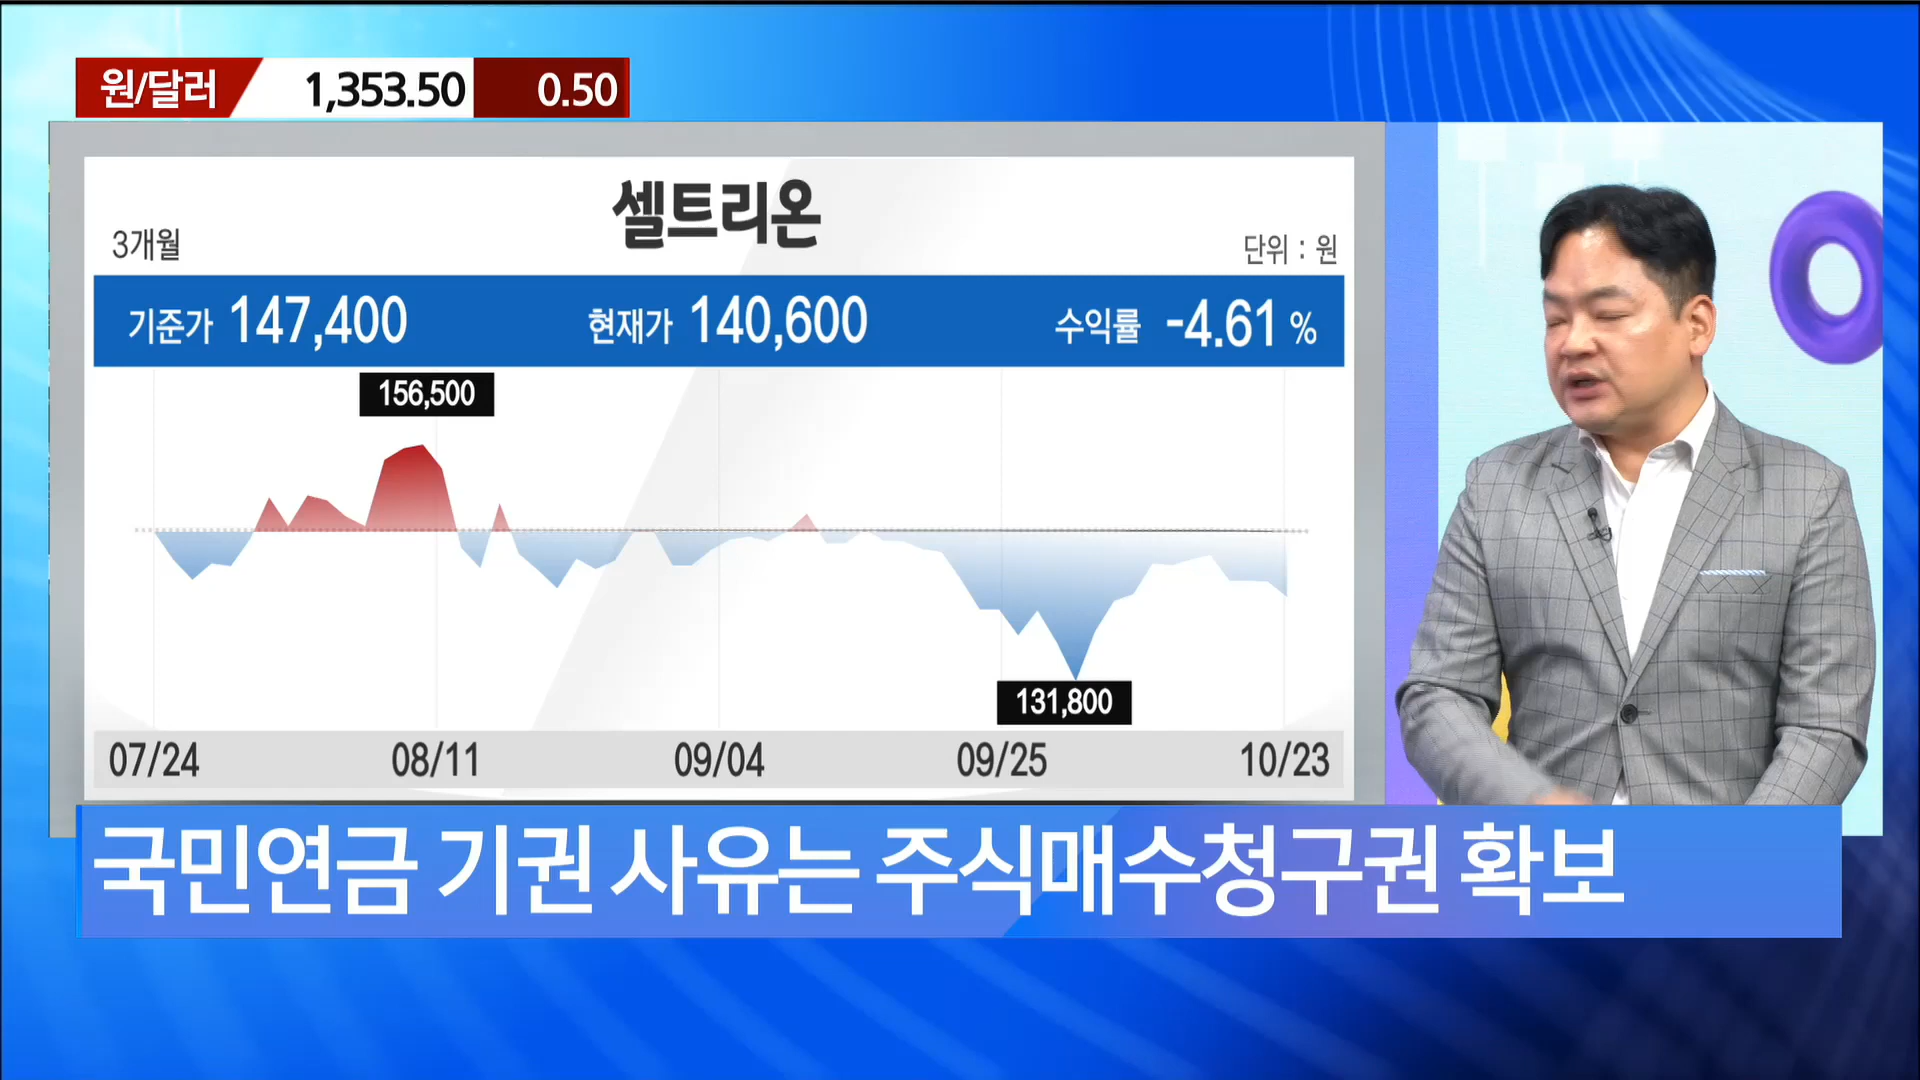 원/달러 1,353.50 0.50
셀트리온
3개월
단위 : 원
기준가 147,400 현재가 140,600 수익률 -4.61 %
156,500
131,800
07/24 08/11 09/04 09/25 10/23
국민연금 기권 사유는 주식매수청구권 확보